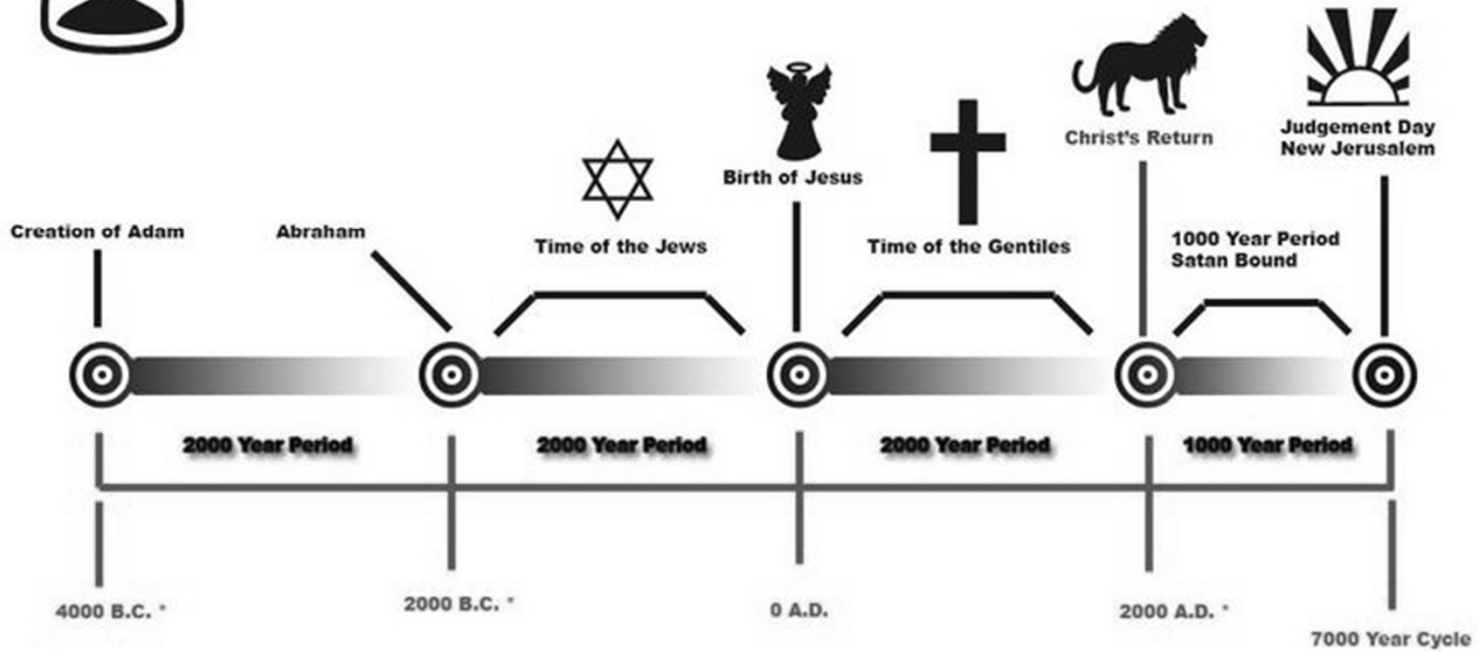 Creation of Adam
Abraham
Time of the Jews
Birth of Jesus
Time of the Gentiles
Christ's Return
1000 Year Period
Satan Bound
Judgement Day
New Jerusalem
2000 Year Period
2000 Year Period
2000 Year Period
1000 Year Period
4000 B.C. *
2000 B.C. *
0 A.D.
2000 A.D. *
7000 Year Cycle